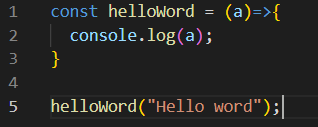 1 const helloWord = (a)=>{
2   console.log(a);
3 }
4
5 helloWord("Hello word");